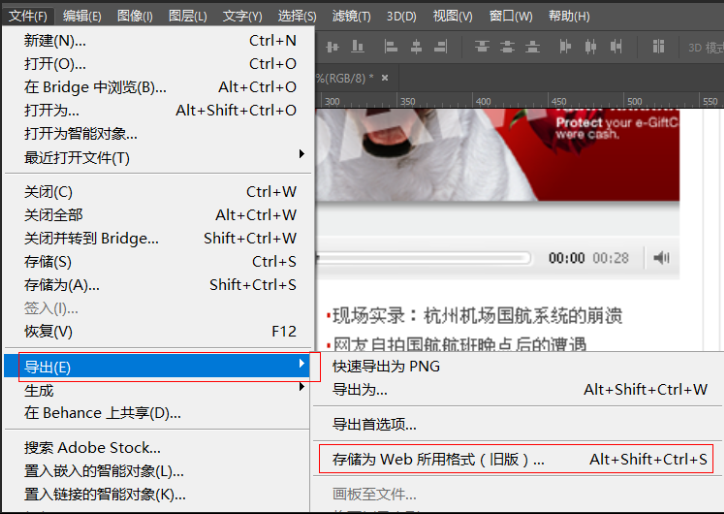 文件(F) 编辑(E) 图像(I) 图层(L) 文字(Y) 选择(S) 滤镜(T) 3D(D) 视图(V) 窗口(W) 帮助(H)
新建(N)... Ctrl+N
打开(O)... Ctrl+O
在 Bridge 中浏览(B)... Alt+Ctrl+O
打开为... Alt+Shift+Ctrl+O
打开为智能对象...
最近打开文件(T)
关闭(C) Ctrl+W
关闭全部 Alt+Ctrl+W
关闭并转到 Bridge... Shift+Ctrl+W
存储(S) Ctrl+S
存储为(A)... Shift+Ctrl+S
签入(I)...
恢复(V) F12
导出(E)
生成
在 Behance 上共享(D)...
搜索 Adobe Stock...
置入嵌入的智能对象(L)...
置入链接的智能对象(K)...
3D 模式
%(RGB/8) * ×
300 350 400 450 500 550
Protect your e-GiftC
were cash.
00:00 00:28
·现场实录：杭州机场国航系统的崩溃
·网友自拍国航航班晚点后的遭遇
快速导出为 PNG
导出为... Alt+Shift+Ctrl+W
导出首选项...
存储为 Web 所用格式（旧版）... Alt+Shift+Ctrl+S
画板至文件...